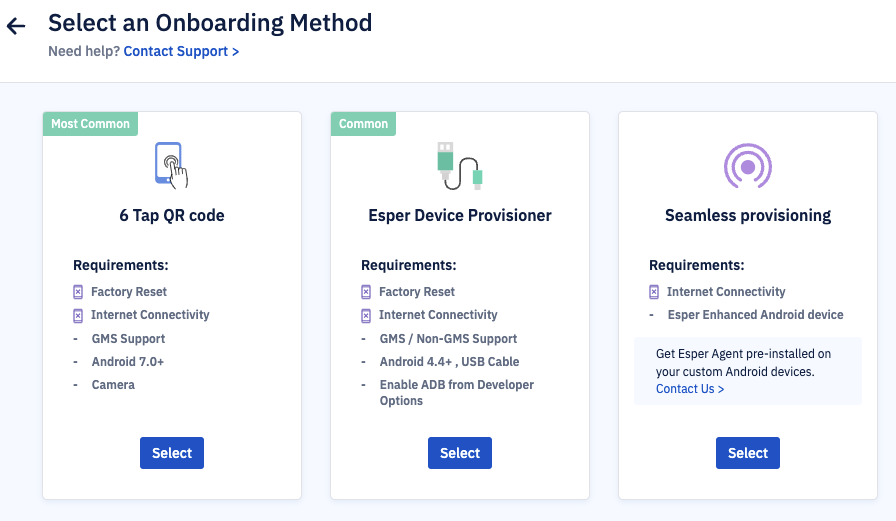 Select an Onboarding Method
Need help? Contact Support >
Most Common
6 Tap QR code
Requirements:
Factory Reset
Internet Connectivity
- GMS Support
- Android 7.0+
- Camera
Select
Common
Esper Device Provisioner
Requirements:
Factory Reset
Internet Connectivity
- GMS / Non-GMS Support
- Android 4.4+ , USB Cable
- Enable ADB from Developer
Options
Select
Seamless provisioning
Requirements:
Internet Connectivity
- Esper Enhanced Android device
Get Esper Agent pre-installed on
your custom Android devices.
Contact Us >
Select